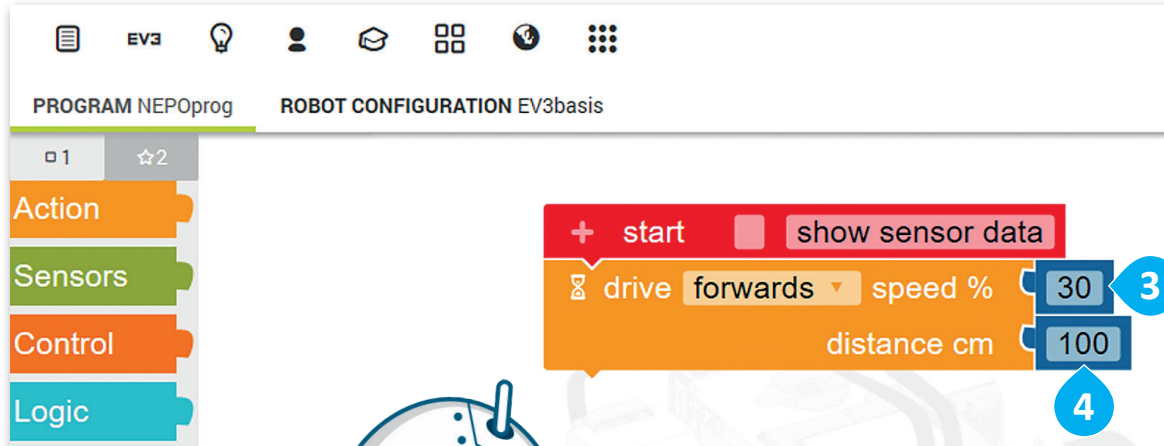 EV3
PROGRAM NEPOprog ROBOT CONFIGURATION EV3basis
1 2
Action
Sensors
Control
Logic
+ start show sensor data
drive forwards speed % 30 3
distance cm 100
4